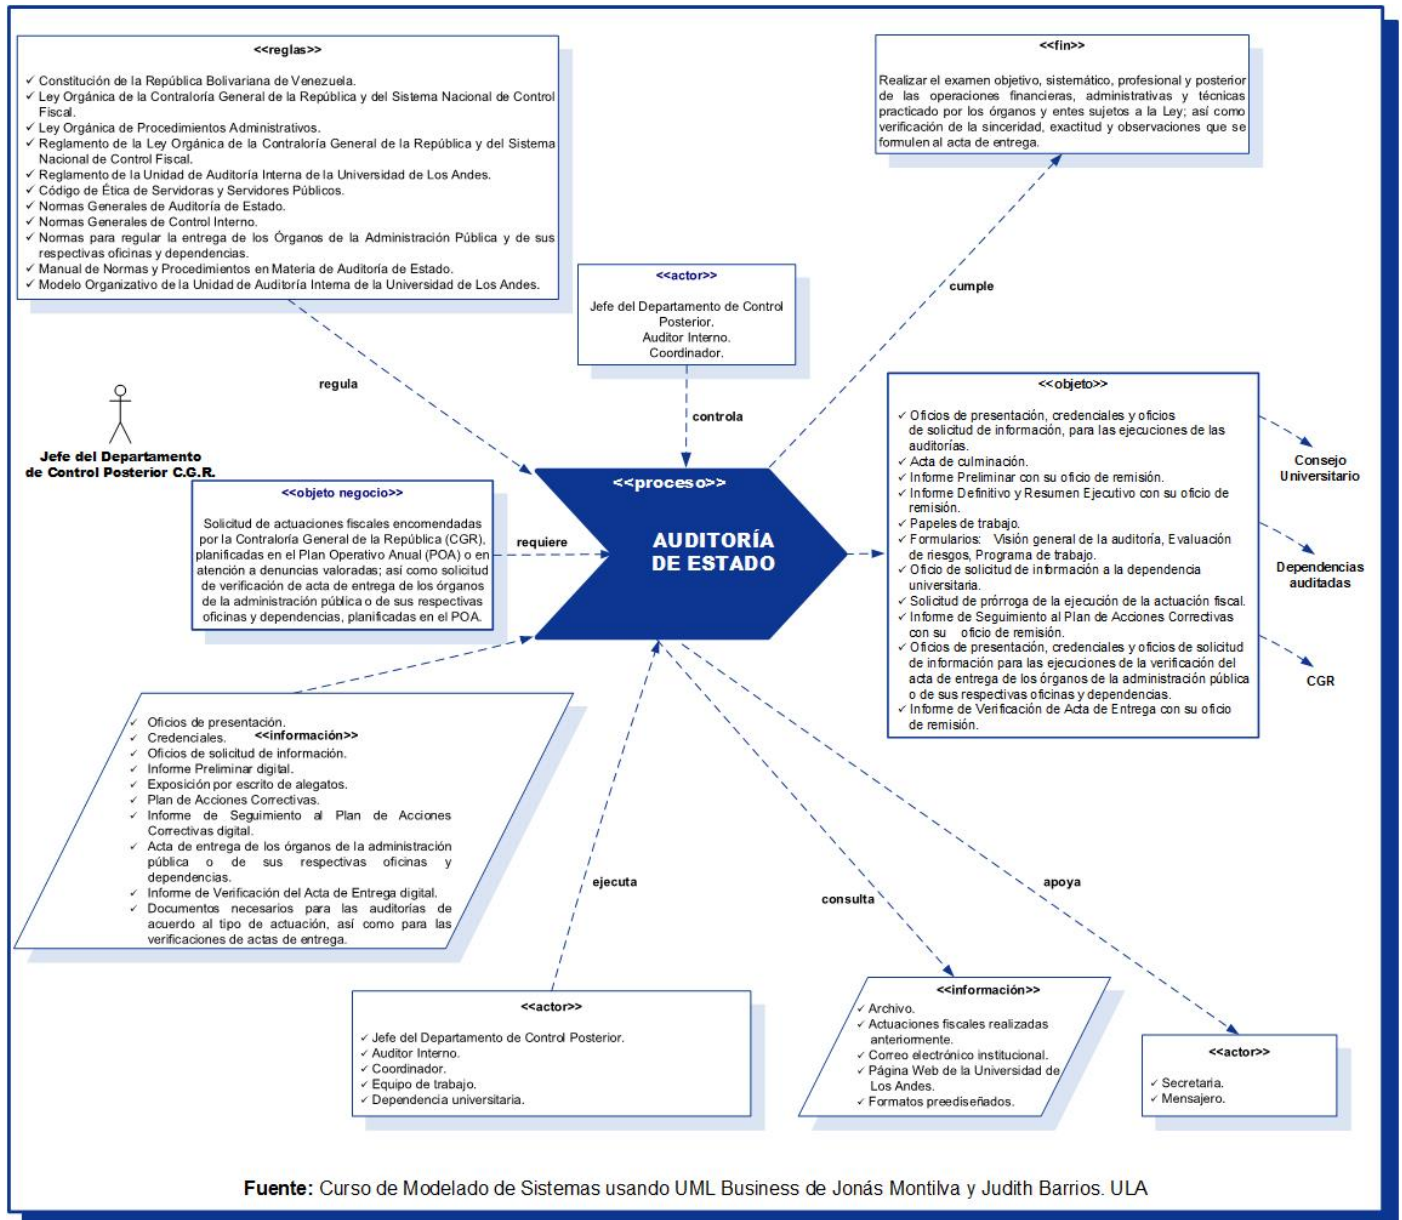 <<reglas>>
✓ Constitución de la República Bolivariana de Venezuela.
✓ Ley Orgánica de la Contraloría General de la República y del Sistema Nacional de Control
Fiscal.
✓ Ley Orgánica de Procedimientos Administrativos.
✓ Reglamento de la Ley Orgánica de la Contraloría General de la República y del Sistema
Nacional de Control Fiscal.
✓ Reglamento de la Unidad de Auditoría Interna de la Universidad de Los Andes.
✓ Código de Ética de Servidoras y Servidores Públicos.
✓ Normas Generales de Auditoría de Estado.
✓ Normas Generales de Control Interno.
✓ Normas para regular la entrega de los Órganos de la Administración Pública y de sus
respectivas oficinas y dependencias.
✓ Manual de Normas y Procedimientos en Materia de Auditoría de Estado.
✓ Modelo Organizativo de la Unidad de Auditoría Interna de la Universidad de Los Andes.
<<fin>>
Realizar el examen objetivo, sistemático, profesional y posterior
de las operaciones financieras, administrativas y técnicas
practicado por los órganos y entes sujetos a la Ley; así como
verificación de la sinceridad, exactitud y observaciones que se
formulen al acta de entrega.
<<actor>>
Jefe del Departamento de Control
Posterior.
Auditor Interno.
Coordinador.
cumple
regula
controla
Jefe del Departamento
de Control Posterior C.G.R.
<<objeto negocio>>
Solicitud de actuaciones fiscales encomendadas
por la Contraloría General de la República (CGR),
planificadas en el Plan Operativo Anual (POA) o en
atención a denuncias valoradas; así como solicitud
de verificación de acta de entrega de los órganos
de la administración pública o de sus respectivas
oficinas y dependencias, planificadas en el POA.
requiere
<<proceso>>
AUDITORÍA
DE ESTADO
<<objeto>>
✓ Oficios de presentación, credenciales y oficios
de solicitud de información, para las ejecuciones de las
auditorías.
✓ Acta de culminación.
✓ Informe Preliminar con su oficio de remisión.
✓ Informe Definitivo y Resumen Ejecutivo con su oficio de
remisión.
✓ Papeles de trabajo.
✓ Formularios: Visión general de la auditoría, Evaluación
de riesgos, Programa de trabajo.
✓ Oficio de solicitud de información a la dependencia
universitaria.
✓ Solicitud de prórroga de la ejecución de la actuación fiscal.
✓ Informe de Seguimiento al Plan de Acciones Correctivas
con su oficio de remisión.
✓ Oficios de presentación, credenciales y oficios de solicitud
de información para las ejecuciones de la verificación del
acta de entrega de los órganos de la administración pública
o de sus respectivas oficinas y dependencias.
✓ Informe de Verificación de Acta de Entrega con su oficio
de remisión.
Consejo
Universitario
Dependencias
auditadas
CGR
✓ Oficios de presentación.
✓ Credenciales. <<información>>
✓ Oficios de solicitud de información.
✓ Informe Preliminar digital.
✓ Exposición por escrito de alegatos.
✓ Plan de Acciones Correctivas.
✓ Informe de Seguimiento al Plan de Acciones
Correctivas digital.
✓ Acta de entrega de los órganos de la administración
pública o de sus respectivas oficinas y
dependencias.
✓ Informe de Verificación del Acta de Entrega digital.
✓ Documentos necesarios para las auditorías de
acuerdo al tipo de actuación, así como para las
verificaciones de actas de entrega.
ejecuta
consulta
apoya
<<actor>>
✓ Jefe del Departamento de Control Posterior.
✓ Auditor Interno.
✓ Coordinador.
✓ Equipo de trabajo.
✓ Dependencia universitaria.
<<información>>
✓ Archivo.
✓ Actuaciones fiscales realizadas
anteriormente.
✓ Correo electrónico institucional.
✓ Página Web de la Universidad de
Los Andes.
✓ Formatos preediseñados.
<<actor>>
✓ Secretaria.
✓ Mensajero.
Fuente: Curso de Modelado de Sistemas usando UML Business de Jonás Montilva y Judith Barrios. ULA